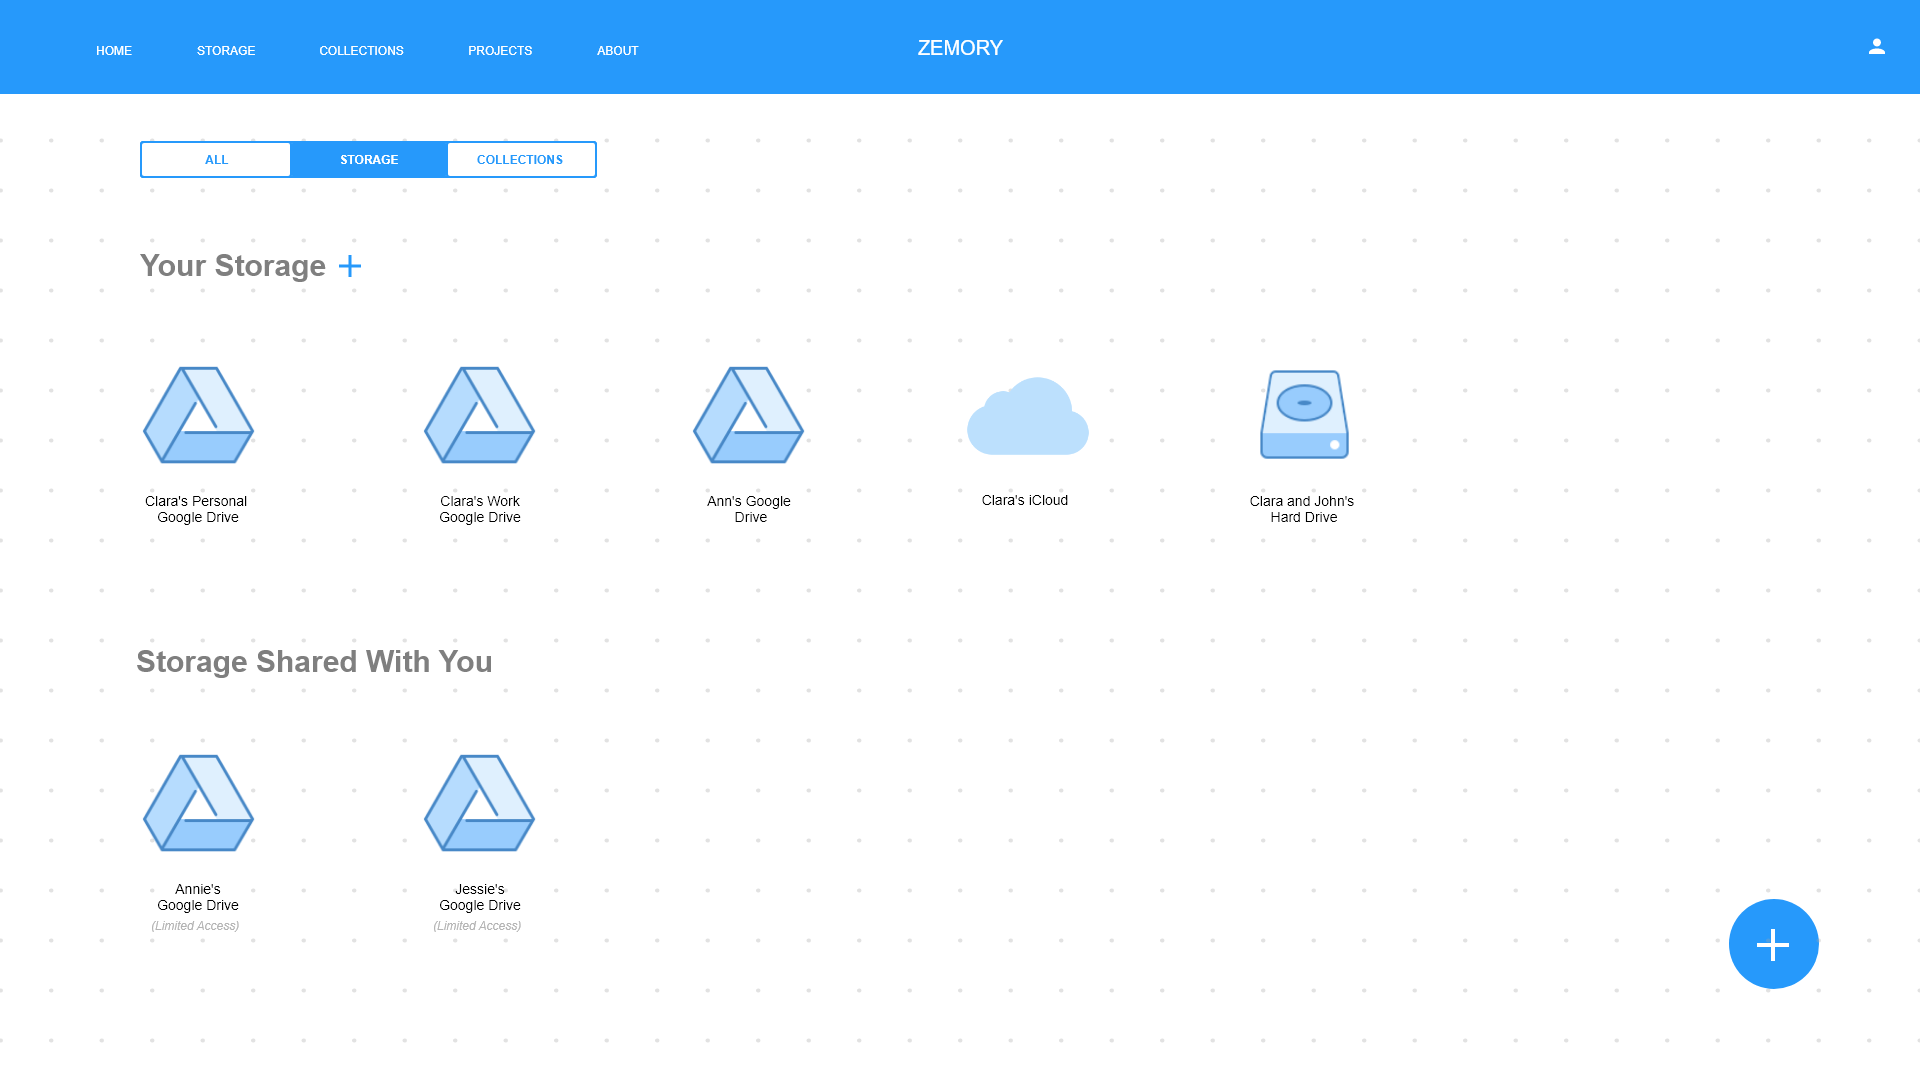 HOME
STORAGE
COLLECTIONS
PROJECTS
ABOUT
ZEMORY
ALL
STORAGE
COLLECTIONS
Your Storage
Clara's Personal
Google Drive
Clara's Work
Google Drive
Ann's Google
Drive
Clara's iCloud
Clara and John's
Hard Drive
Storage Shared With You
Annie's
Google Drive
(Limited Access)
Jessie's
Google Drive
(Limited Access)